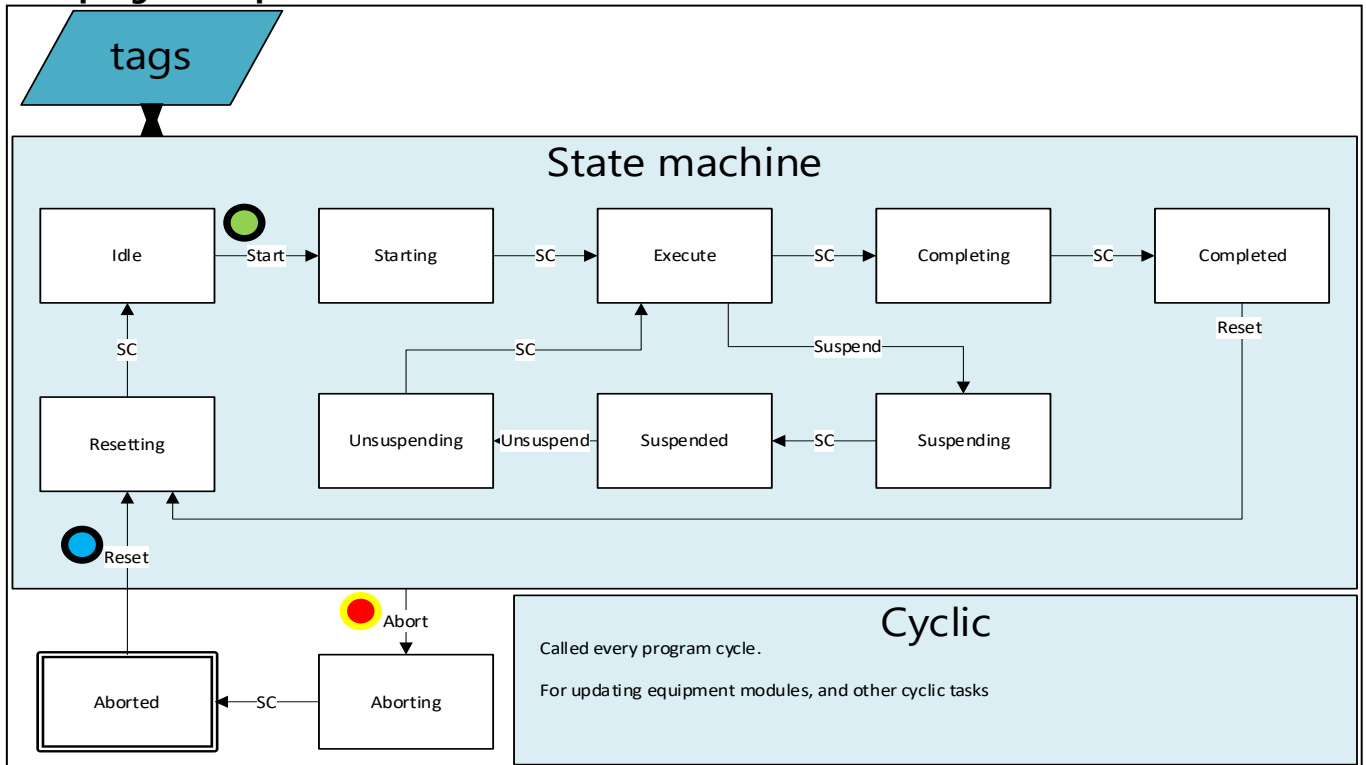 tags
State machine
Idle
Start
Starting
SC
Execute
SC
Completing
SC
Completed
Reset
SC
SC
Suspend
Resetting
Unsuspending
Unsuspend
Suspended
SC
Suspending
Reset
Abort
Aborted
SC
Aborting
Cyclic
Called every program cycle.
For updating equipment modules, and other cyclic tasks